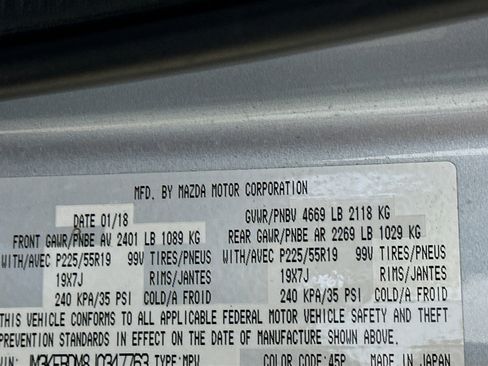 MFD. BY MAZDA MOTOR CORPORATION
DATE 01/18 GVWR/PNBV 4669 LB 2118 KG
FRONT GAWR/PNBE AV 2401 LB 1089 KG REAR GAWR/PNBE AR 2269 LB 1029 KG
WITH/AVEC P225/55R19 99V TIRES/PNEUS WITH/AVEC P225/55R19 99V TIRES/PNEUS
19X7J RIMS/JANTES 19X7J RIMS/JANTES
240 KPA/35 PSI COLD/A FROID 240 KPA/35 PSI COLD/A FROID
THIS VEHICLE CONFORMS TO ALL APPLICABLE FEDERAL MOTOR VEHICLE SAFETY AND THEFT
PREVENTION STANDARDS IN EFFECT ON THE DATE OF MANUFACTURE SHOWN ABOVE.
VIN: TYPE:MPV COLOR CODE:45P MADE IN JAPAN